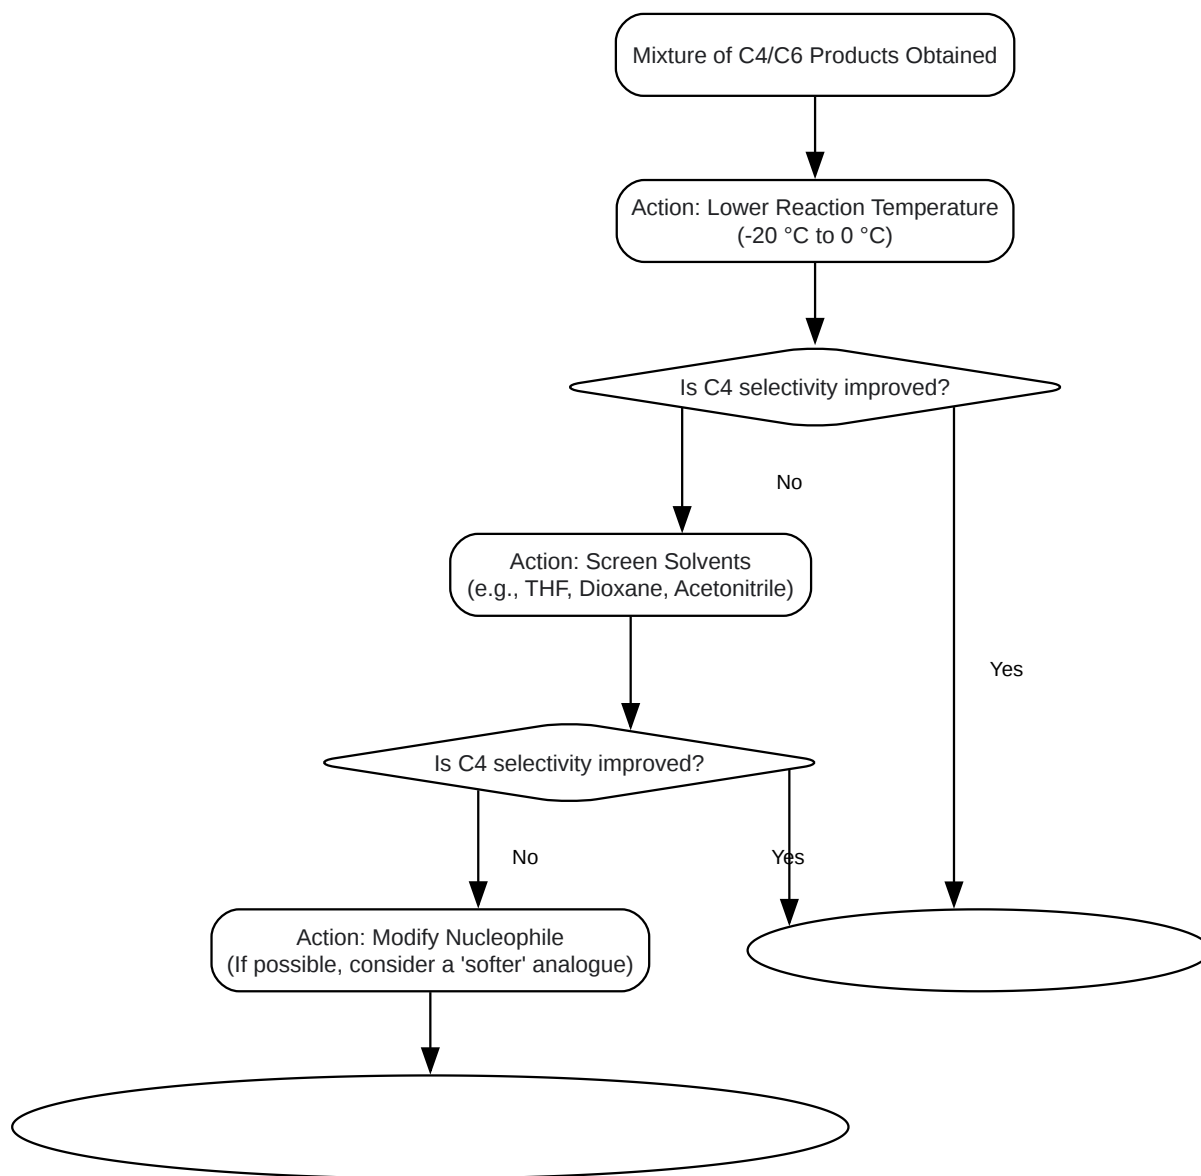 Mixture of C4/C6 Products Obtained
Action: Lower Reaction Temperature
(-20 °C to 0 °C)
Is C4 selectivity improved?
No
Action: Screen Solvents
(e.g., THF, Dioxane, Acetonitrile)
Yes
Is C4 selectivity improved?
No
Yes
Action: Modify Nucleophile
(If possible, consider a 'softer' analogue)